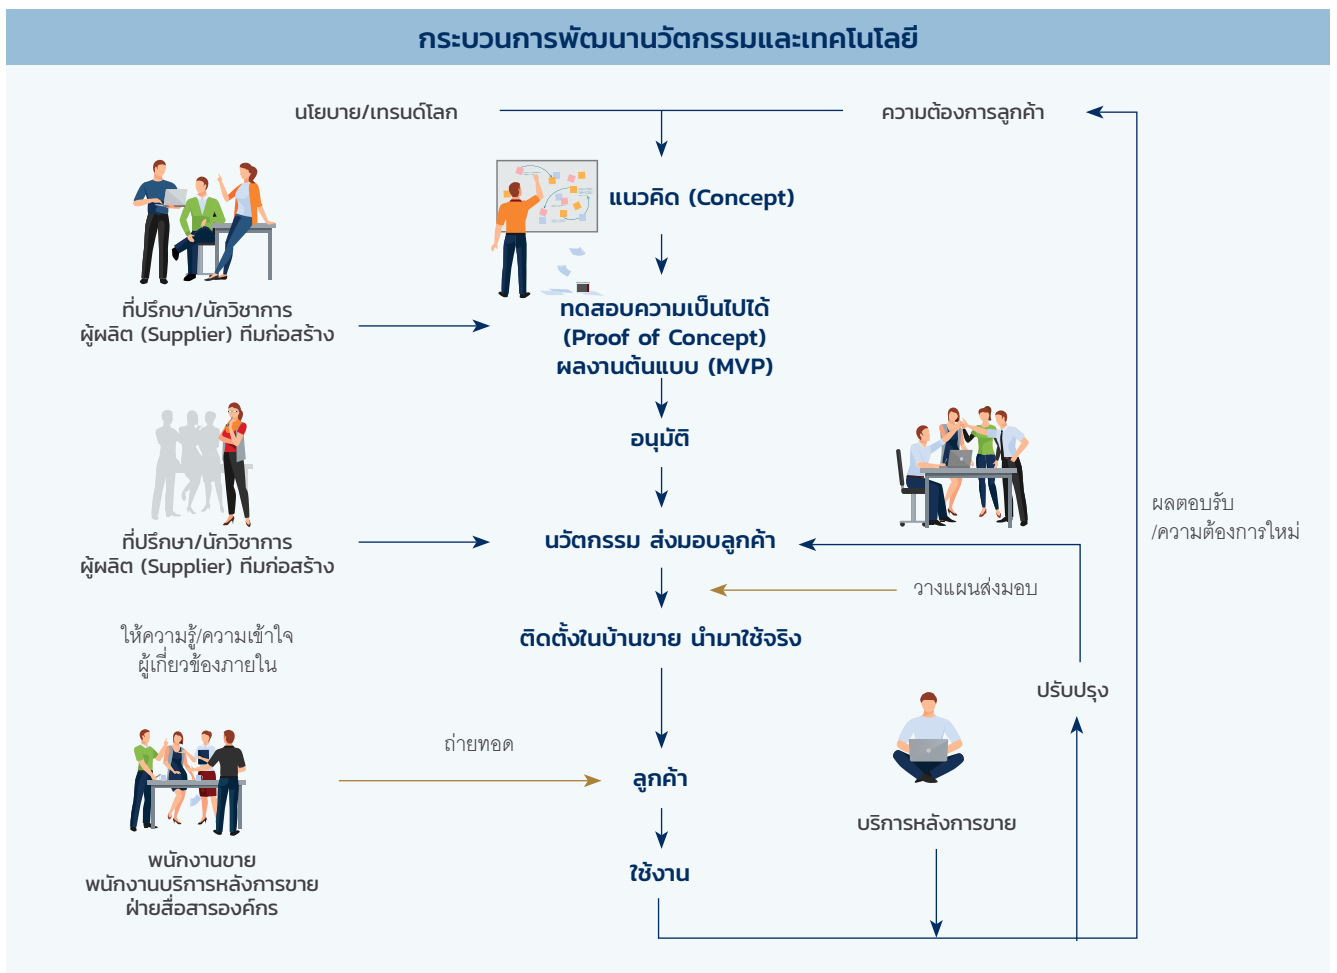 กระบวนการพัฒนานวัตกรรมและเทคโนโลยี
นโยบาย/เทรนด์โลก
ความต้องการลูกค้า
แนวคิด (Concept)
ที่ปรึกษา/นักวิชาการ
ผู้ผลิต (Supplier) ทีมก่อสร้าง
ทดสอบความเป็นไปได้
(Proof of Concept)
ผลงานต้นแบบ (MVP)
อนุมัติ
ผลตอบรับ
/ความต้องการใหม่
ที่ปรึกษา/นักวิชาการ
ผู้ผลิต (Supplier) ทีมก่อสร้าง
นวัตกรรม ส่งมอบลูกค้า
วางแผนส่งมอบ
ให้ความรู้/ความเข้าใจ
ผู้เกี่ยวข้องภายใน
ติดตั้งในบ้านขาย นำมาใช้จริง
ปรับปรุง
ถ่ายทอด
ลูกค้า
บริการหลังการขาย
พนักงานขาย
พนักงานบริการหลังการขาย
ฝ่ายสื่อสารองค์กร
ใช้งาน